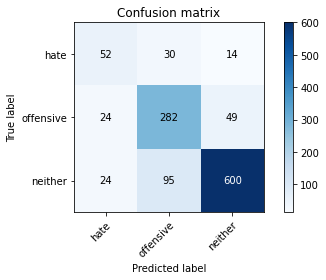 Confusion matrix
600
hate 52 30 14
500
400
True label
offensive 24 282 49
300
200
neither 24 95 600
100
hate offensive neither
Predicted label